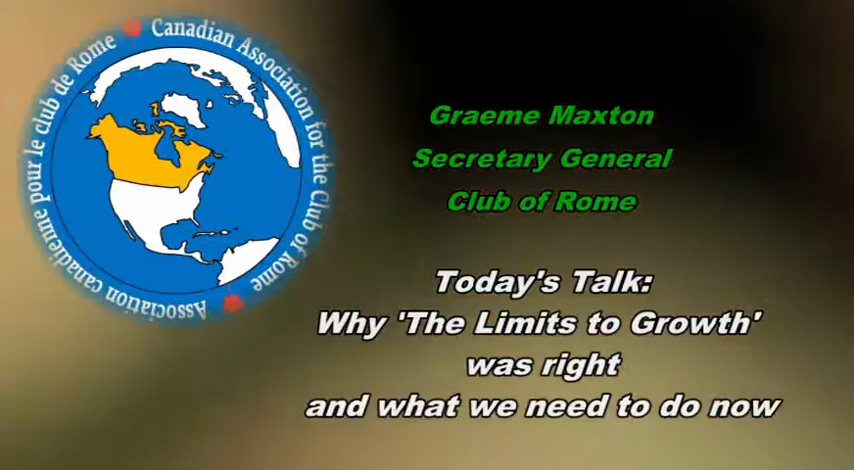 Canadian Association for the Club of Rome
Association canadienne pour le club de Rome
Graeme Maxton
Secretary General
Club of Rome
Today's Talk:
Why 'The Limits to Growth'
was right
and what we need to do now